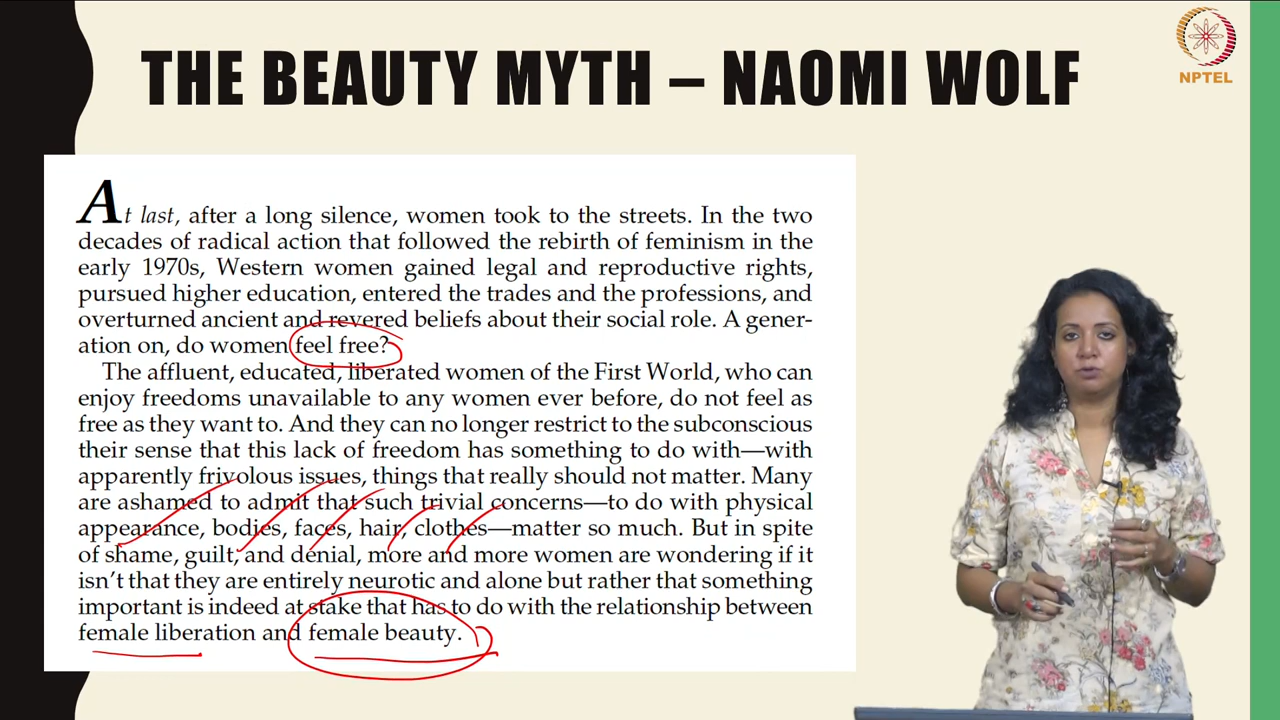 THE BEAUTY MYTH – NAOMI WOLF
NPTEL
At last, after a long silence, women took to the streets. In the two
decades of radical action that followed the rebirth of feminism in the
early 1970s, Western women gained legal and reproductive rights,
pursued higher education, entered the trades and the professions, and
overturned ancient and revered beliefs about their social role. A gener-
ation on, do women feel free?
The affluent, educated, liberated women of the First World, who can
enjoy freedoms unavailable to any women ever before, do not feel as
free as they want to. And they can no longer restrict to the subconscious
their sense that this lack of freedom has something to do with—with
apparently frivolous issues, things that really should not matter. Many
are ashamed to admit that such trivial concerns—to do with physical
appearance, bodies, faces, hair, clothes—matter so much. But in spite
of shame, guilt, and denial, more and more women are wondering if it
isn't that they are entirely neurotic and alone but rather that something
important is indeed at stake that has to do with the relationship between
female liberation and female beauty.